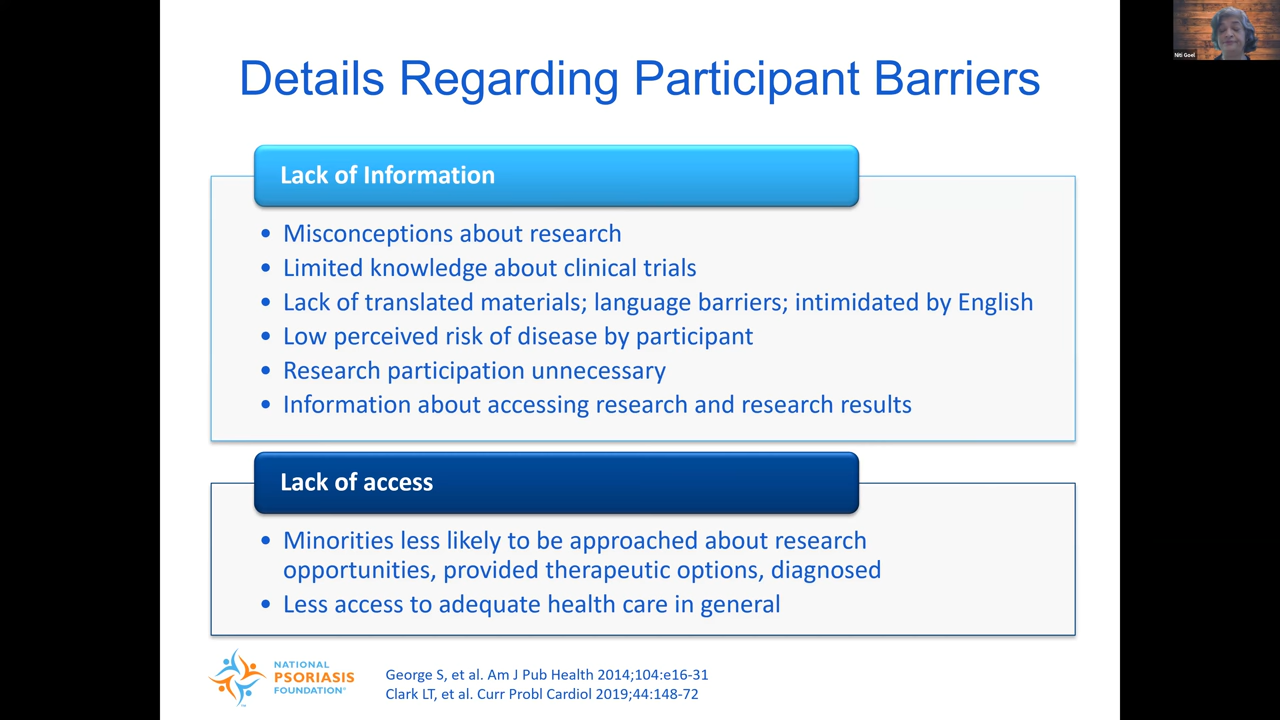 Details Regarding Participant Barriers
Niti Goel
Lack of Information
• Misconceptions about research
• Limited knowledge about clinical trials
• Lack of translated materials; language barriers; intimidated by English
• Low perceived risk of disease by participant
• Research participation unnecessary
• Information about accessing research and research results
Lack of access
• Minorities less likely to be approached about research
opportunities, provided therapeutic options, diagnosed
• Less access to adequate health care in general
NATIONAL
PSORIASIS
FOUNDATION®
George S, et al. Am J Pub Health 2014;104:e16-31
Clark LT, et al. Curr Probl Cardiol 2019;44:148-72